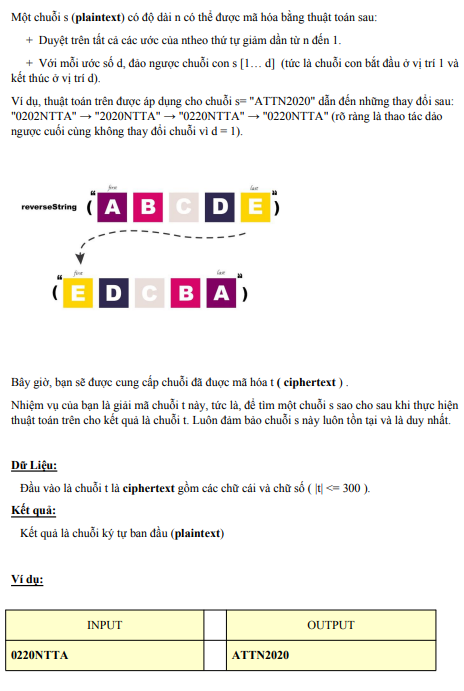 Một chuỗi s (plaintext) có độ dài n có thể được mã hóa bằng thuật toán sau:
+ Duyệt trên tất cả các ước của ntheo thứ tự giảm dần từ n đến 1.
+ Với mỗi ước số d, đảo ngược chuỗi con s [1… d] (tức là chuỗi con bắt đầu ở vị trí 1 và
kết thúc ở vị trí d).
Ví dụ, thuật toán trên được áp dụng cho chuỗi s= "ATTN2020" dẫn đến những thay đổi sau:
"0202NTTA" → "2020NTTA" → "0220NTTA" → "0220NTTA" (rõ ràng là thao tác đảo
ngược cuối cùng không thay đổi chuỗi vì d = 1).
first last
reverseString (“A B C D E”)
first last
(“E D C B A”)
Bây giờ, bạn sẽ được cung cấp chuỗi đã được mã hóa t ( ciphertext ) .
Nhiệm vụ của bạn là giải mã chuỗi t này, tức là, để tìm một chuỗi s sao cho sau khi thực hiện
thuật toán trên cho kết quả là chuỗi t. Luôn đảm bảo chuỗi s này luôn tồn tại và là duy nhất.
Dữ Liệu:
Đầu vào là chuỗi t là ciphertext gồm các chữ cái và chữ số ( |t| <= 300 ).
Kết quả:
Kết quả là chuỗi ký tự ban đầu (plaintext)
Ví dụ:
INPUT OUTPUT
0220NTTA ATTN2020